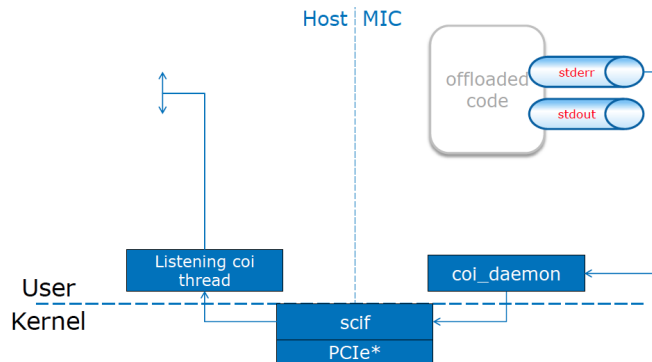 Host MIC
offloaded
code
stderr
stdout
Listening coi
thread
coi_daemon
User
Kernel
scif
PCIe*